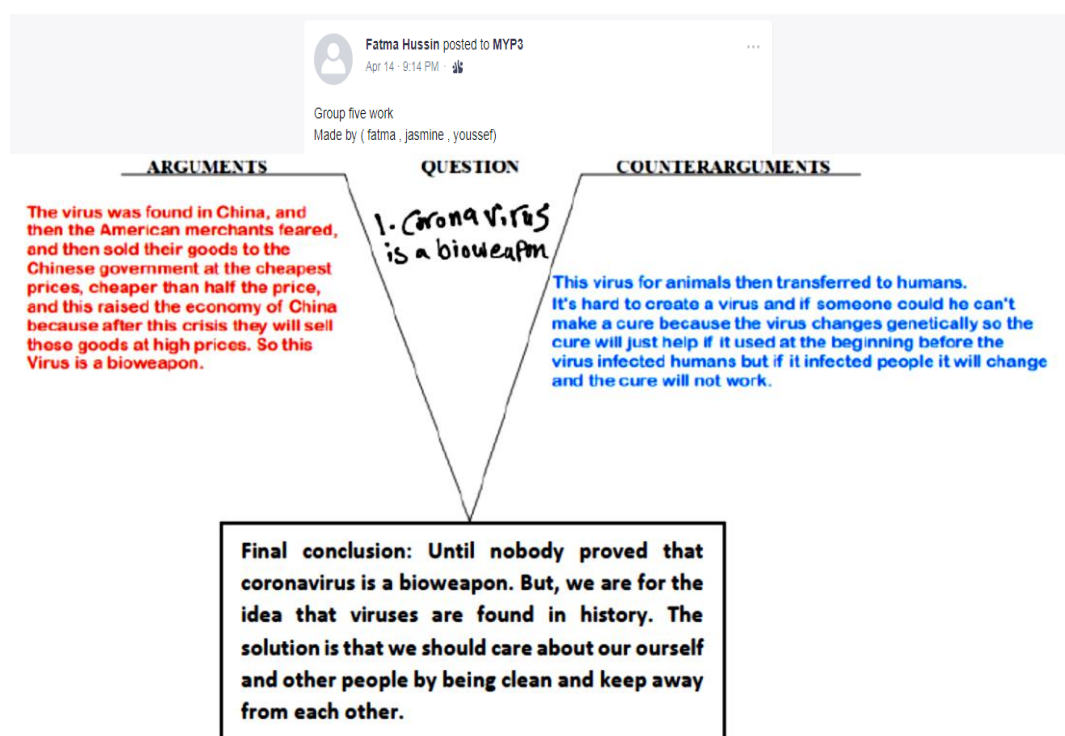 Fatma Hussin posted to MYP3
Apr 14 · 9:14 PM ·
Group five work
Made by ( fatma , jasmine , youssef)
ARGUMENTS
QUESTION
COUNTERARGUMENTS
1. Corona Virus
is a bioweapon
The virus was found in China, and
then the American merchants feared,
and then sold their goods to the
Chinese government at the cheapest
prices, cheaper than half the price,
and this raised the economy of China
because after this crisis they will sell
these goods at high prices. So this
Virus is a bioweapon.
This virus for animals then transferred to humans.
It's hard to create a virus and if someone could he can't
make a cure because the virus changes genetically so the
cure will just help if it used at the beginning before the
virus infected humans but if it infected people it will change
and the cure will not work.
Final conclusion: Until nobody proved that
coronavirus is a bioweapon. But, we are for the
idea that viruses are found in history. The
solution is that we should care about our ourself
and other people by being clean and keep away
from each other.